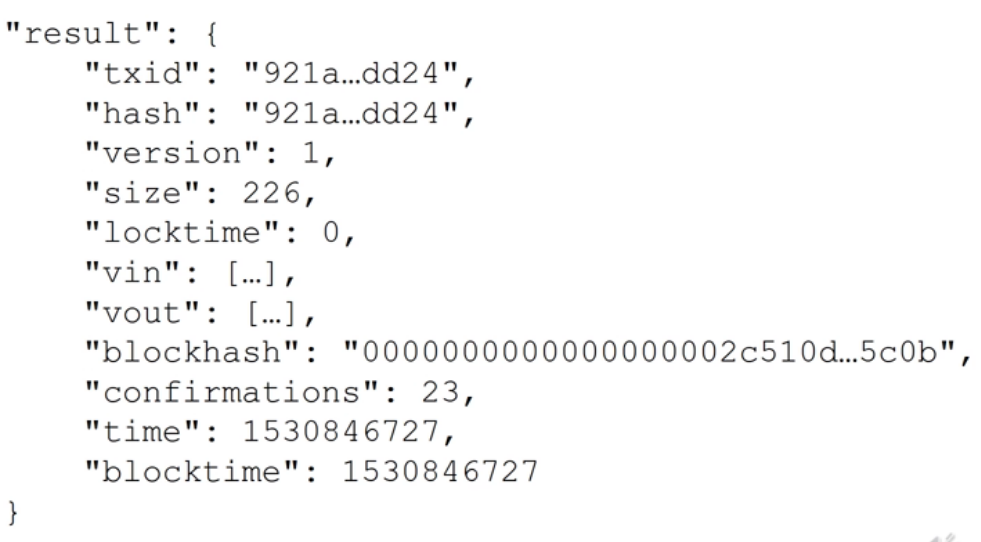 "result": {
    "txid": "921a…dd24",
    "hash": "921a…dd24",
    "version": 1,
    "size": 226,
    "locktime": 0,
    "vin": […],
    "vout": […],
    "blockhash": "0000000000000000002c510d…5c0b",
    "confirmations": 23,
    "time": 1530846727,
    "blocktime": 1530846727
}